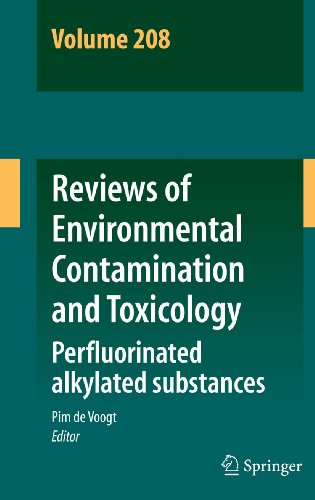 Volume 208
Reviews of
Environmental
Contamination
and Toxicology
Perfluorinated
alkylated substances
Pim de Voogt
Editor
Springer